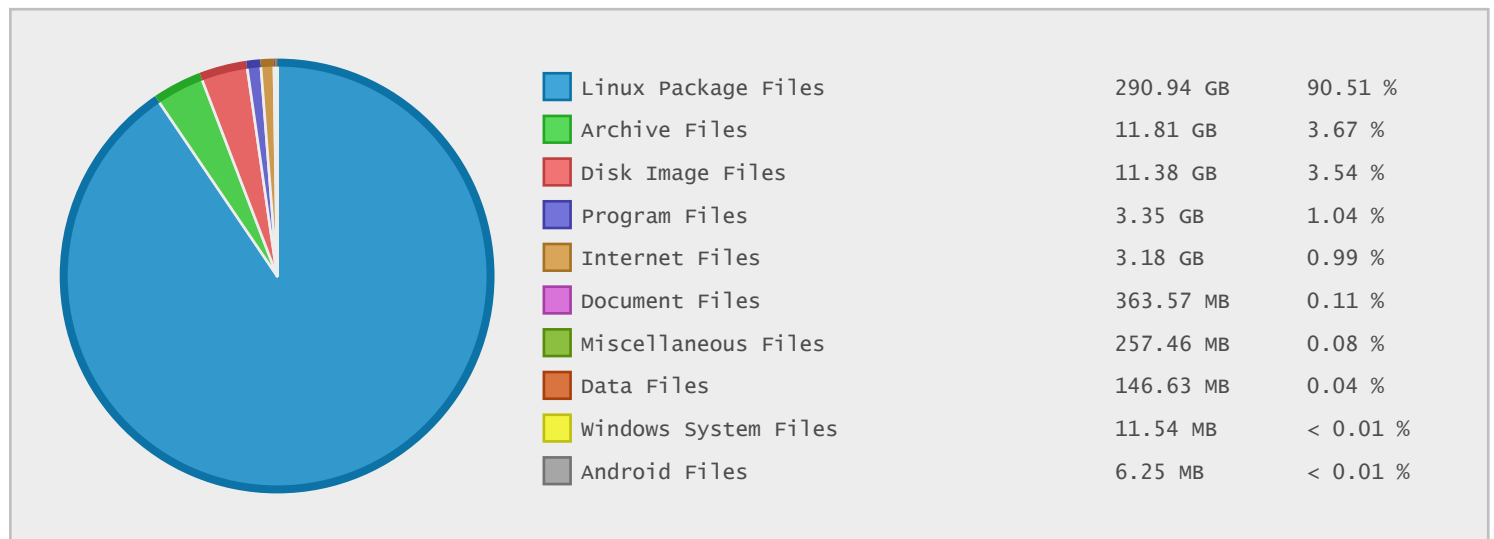 Linux Package Files 290.94 GB 90.51 %
Archive Files 11.81 GB 3.67 %
Disk Image Files 11.38 GB 3.54 %
Program Files 3.35 GB 1.04 %
Internet Files 3.18 GB 0.99 %
Document Files 363.57 MB 0.11 %
Miscellaneous Files 257.46 MB 0.08 %
Data Files 146.63 MB 0.04 %
Windows System Files 11.54 MB < 0.01 %
Android Files 6.25 MB < 0.01 %